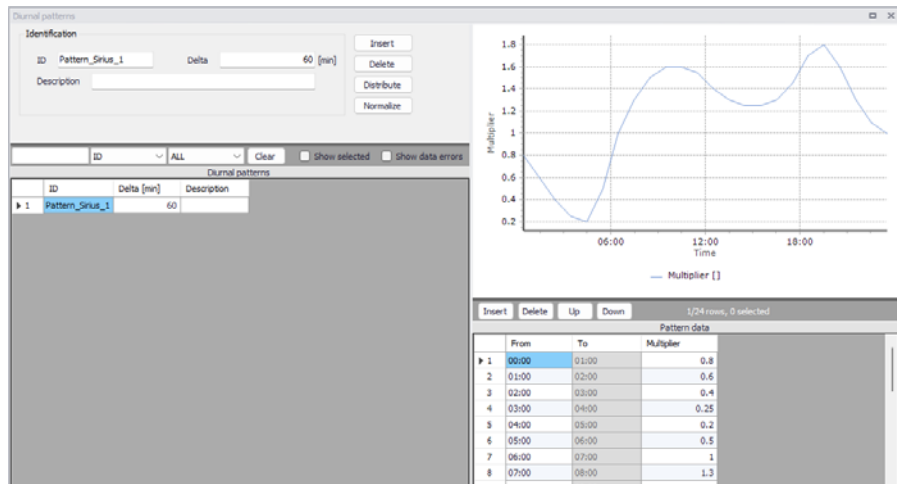 Diurnal patterns
Identification
ID Pattern_Sirius_1 Delta 60 [min]
Description
Insert
Delete
Distribute
Normalize
ID ALL Clear Show selected Show data errors
Diurnal patterns
ID Delta [min] Description
1 Pattern_Sirius_1 60
1.8
1.6
1.4
1.2
1
0.8
0.6
0.4
0.2
Multiplier
06:00 12:00 18:00
Time
Multiplier []
Insert Delete Up Down 1/24 rows, 0 selected
Pattern data
From To Multiplier
1 00:00 01:00 0.8
2 01:00 02:00 0.6
3 02:00 03:00 0.4
4 03:00 04:00 0.25
5 04:00 05:00 0.2
6 05:00 06:00 0.5
7 06:00 07:00 1
8 07:00 08:00 1.3